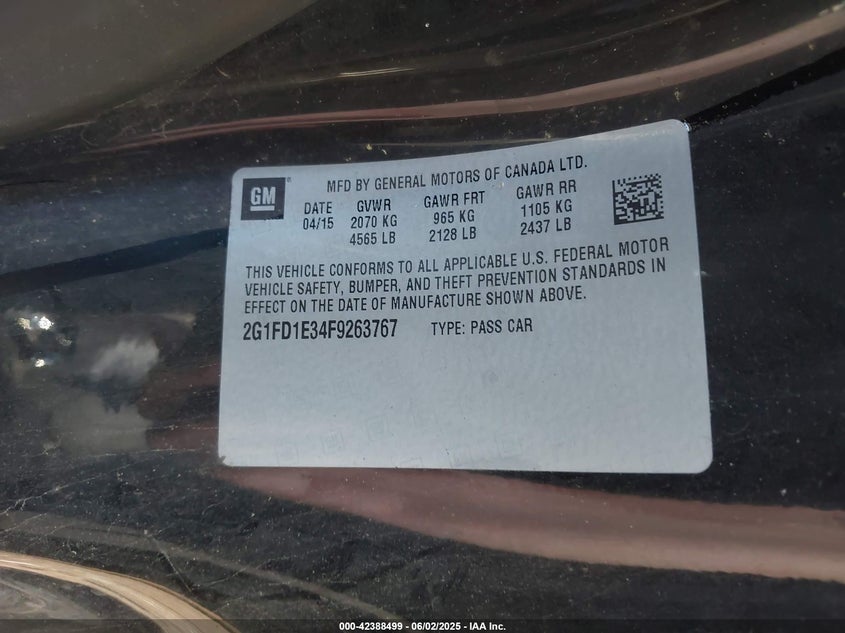 GM
MFD BY GENERAL MOTORS OF CANADA LTD.
DATE GVWR GAWR FRT GAWR RR
04/15 2070 KG 965 KG 1105 KG
4565 LB 2128 LB 2437 LB
THIS VEHICLE CONFORMS TO ALL APPLICABLE U.S. FEDERAL MOTOR
VEHICLE SAFETY, BUMPER, AND THEFT PREVENTION STANDARDS IN
EFFECT ON THE DATE OF MANUFACTURE SHOWN ABOVE.
2G1FD1E34F9263767 TYPE: PASS CAR
000-42388499 - 06/02/2025 - IAA Inc.